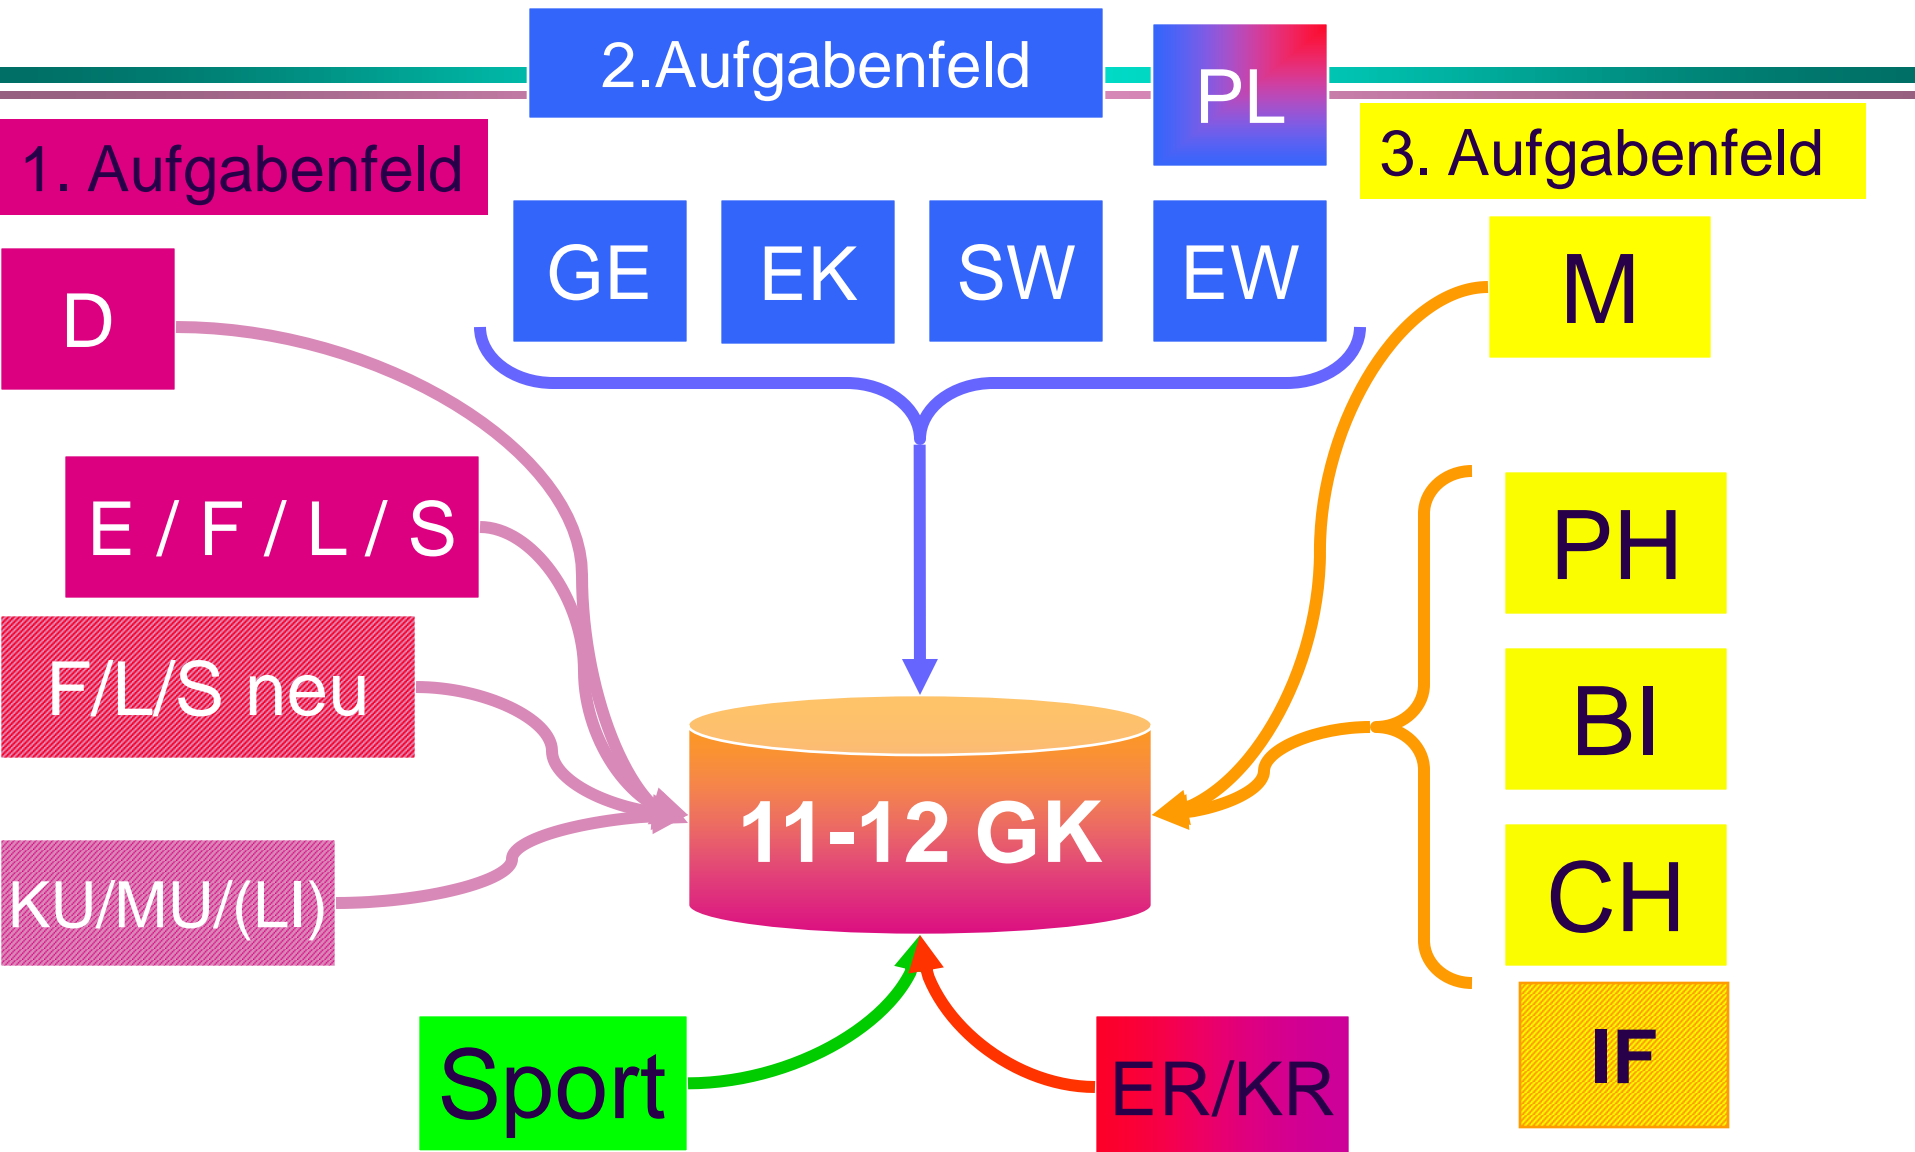 2.Aufgabenfeld
PL
1. Aufgabenfeld
3. Aufgabenfeld
GE
EK
SW
EW
M
D
E / F / L / S
PH
F/L/S neu
BI
11-12 GK
KU/MU/(LI)
CH
Sport
ER/KR
IF